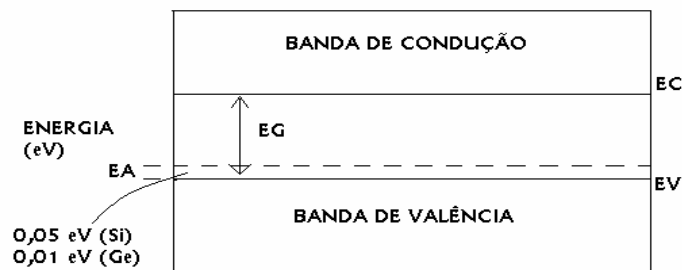 BANDA DE CONDUÇÃO
EC
ENERGIA
(eV)
EG
EA
EV
BANDA DE VALÊNCIA
0,05 eV (Si)
0,01 eV (Ge)